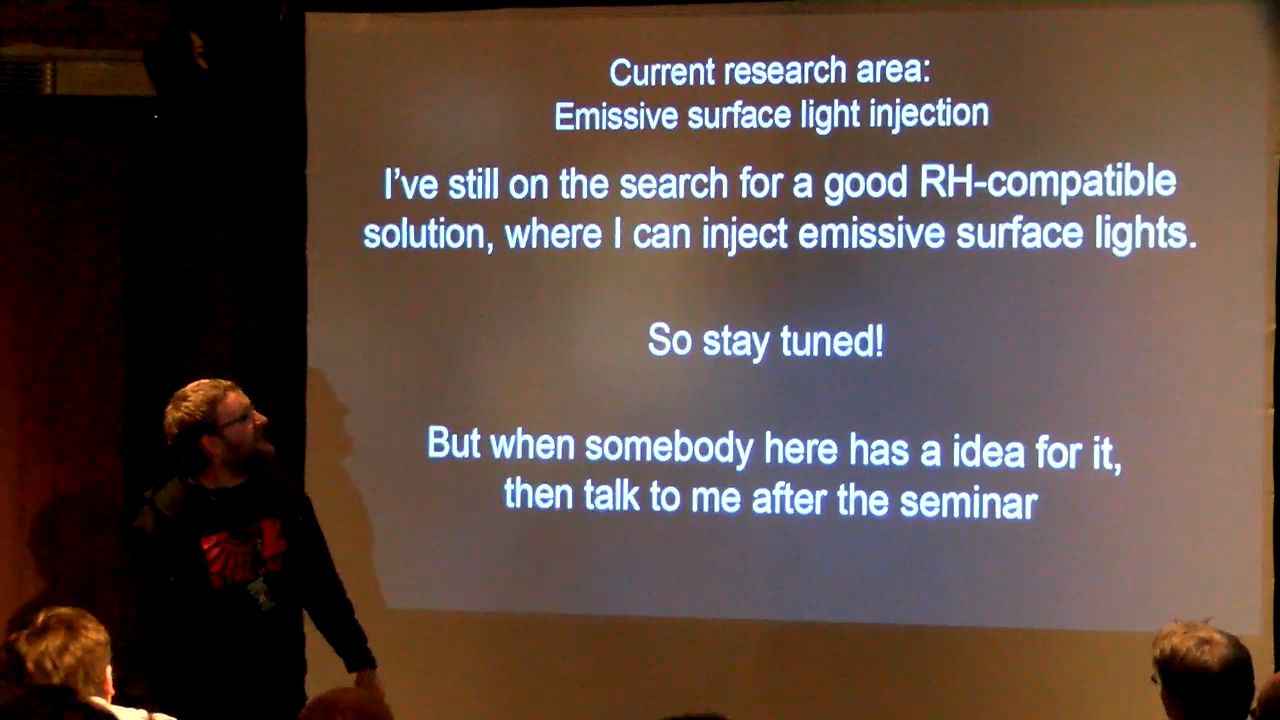 Current research area:
Emissive surface light injection
I've still on the search for a good RH-compatible
solution, where I can inject emissive surface lights.
So stay tuned!
But when somebody here has a idea for it,
then talk to me after the seminar